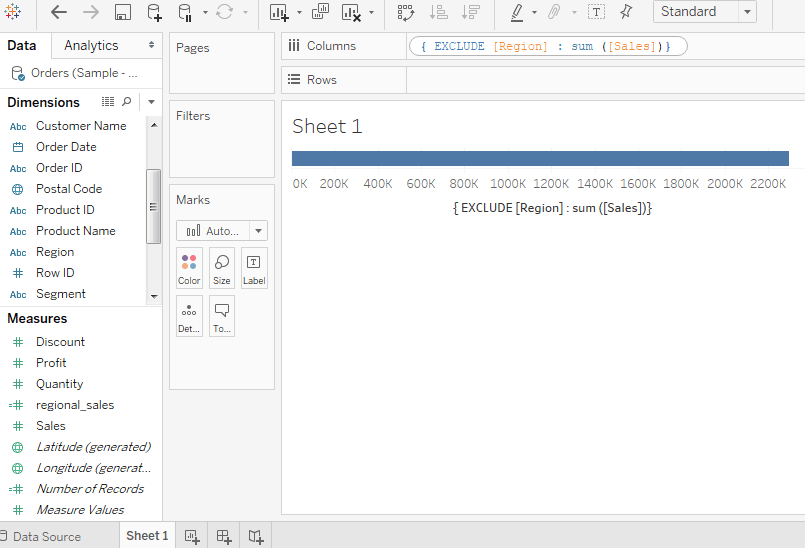 Standard
Data
Analytics
Orders (Sample - ...
Dimensions
Abc Customer Name
Order Date
Abc Order ID
Postal Code
Abc Product ID
Abc Product Name
Abc Region
# Row ID
Abc Segment
Measures
# Discount
# Profit
# Quantity
=# regional_sales
# Sales
Latitude (generated)
Longitude (generat...
=# Number of Records
# Measure Values
Pages
Filters
Marks
Auto...
Color
Size
T
Label
Det...
To...
Columns
{ EXCLUDE [Region] : sum ([Sales])}
Rows
Sheet 1
0K 200K 400K 600K 800K 1000K 1200K 1400K 1600K 1800K 2000K 2200K
{ EXCLUDE [Region] : sum ([Sales])}
Data Source
Sheet 1